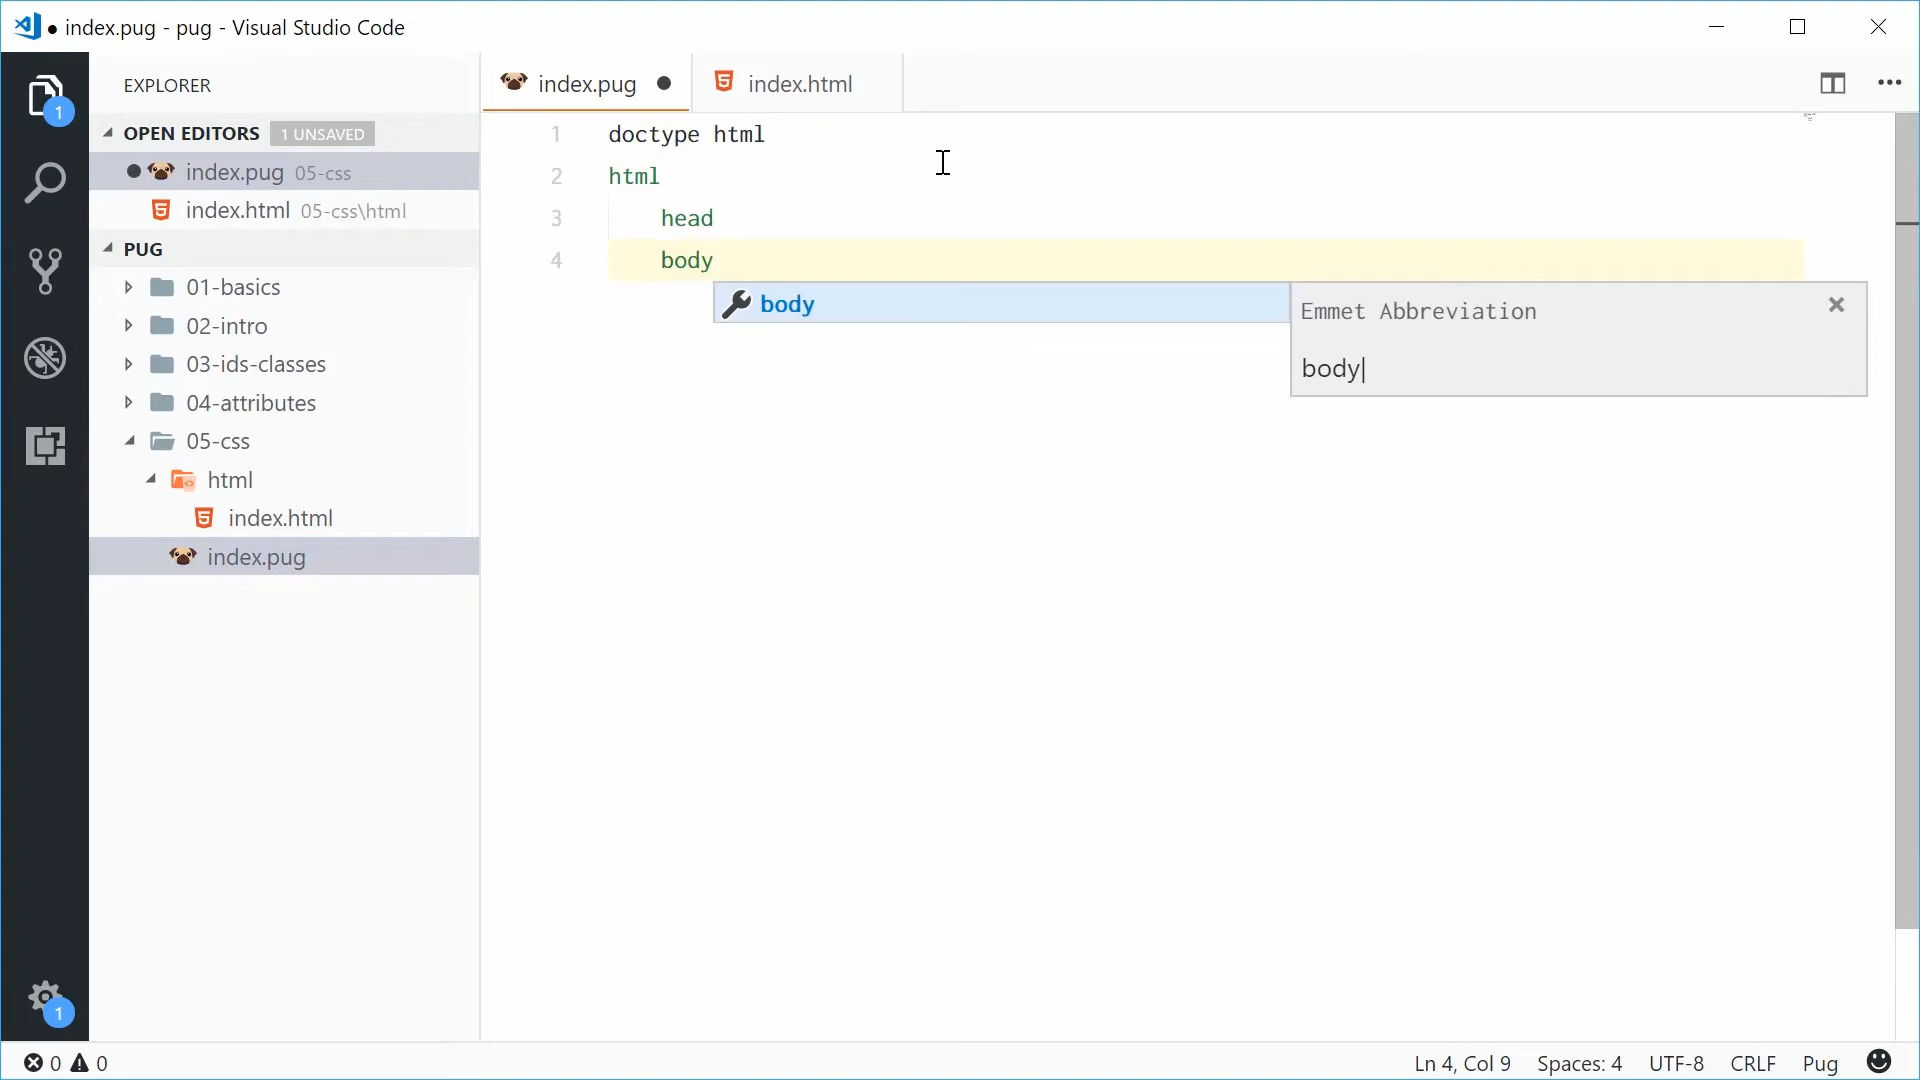 ● index.pug - pug - Visual Studio Code
EXPLORER
OPEN EDITORS 1 UNSAVED
index.pug 05-css
index.html 05-css\html
PUG
01-basics
02-intro
03-ids-classes
04-attributes
05-css
html
index.html
index.pug
1
1
index.pug ● index.html
1 doctype html
2 html
3 head
4 body
body
Emmet Abbreviation
body|
0 0
Ln 4, Col 9 Spaces: 4 UTF-8 CRLF Pug